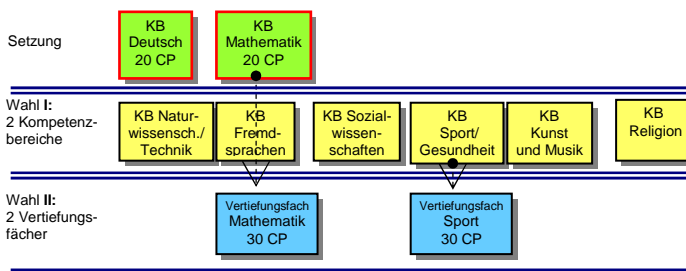 Setzung
KB
Deutsch
20 CP
KB
Mathematik
20 CP
Wahl I:
2 Kompetenz-
bereiche
KB Natur-
wissensch./
Technik
KB
Fremd-
sprachen
KB Sozial-
wissen-
schaften
KB
Sport/
Gesundheit
KB
Kunst
und Musik
KB
Religion
Wahl II:
2 Vertiefungs-
fächer
Vertiefungsfach
Mathematik
30 CP
Vertiefungsfach
Sport
30 CP